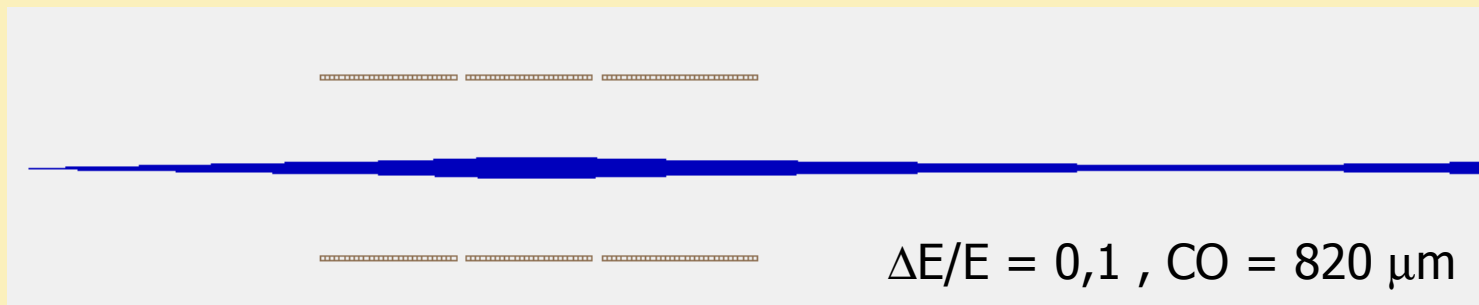 ΔE/E = 0,1 , CO = 820 μm